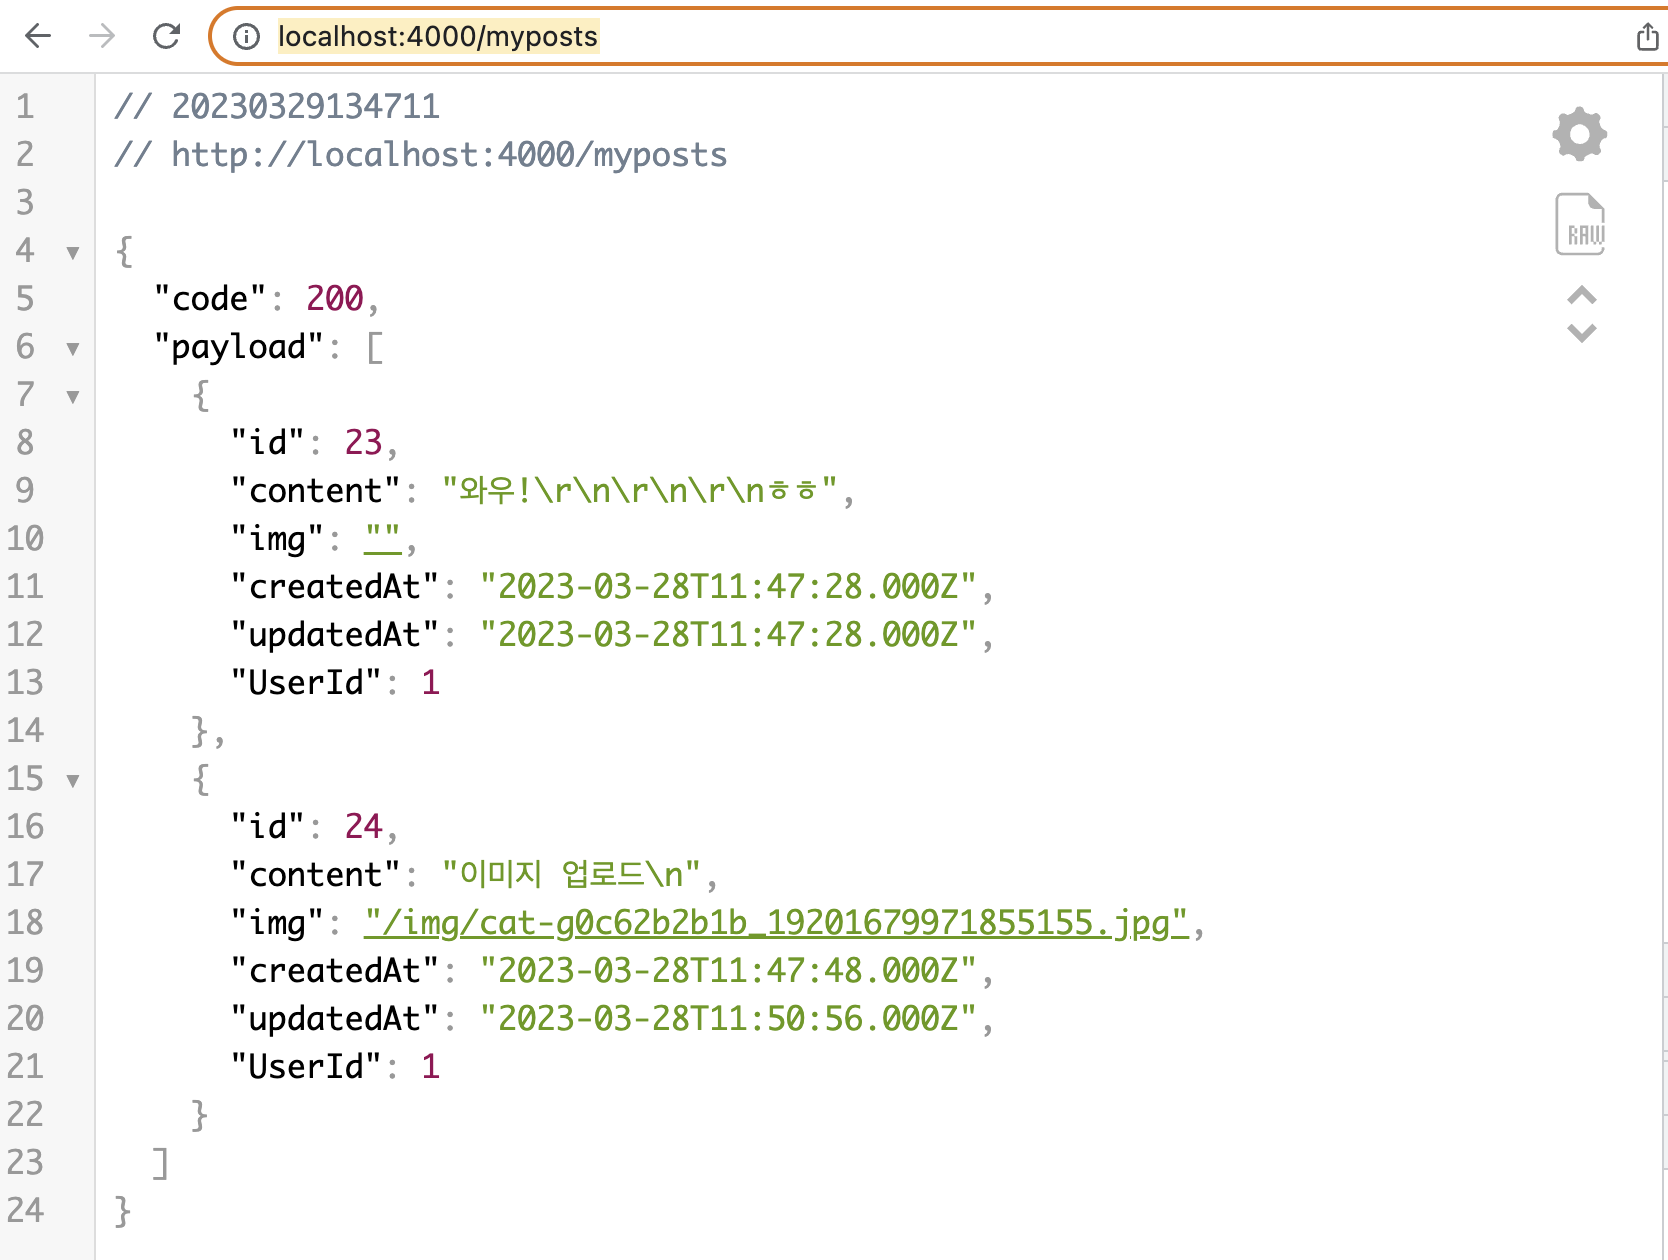 localhost:4000/myposts
1 // 20230329134711
2 // http://localhost:4000/myposts
3
4 {
5 "code": 200,
6 "payload": [
7 {
8 "id": 23,
9 "content": "와우!\r\n\r\n\r\nㅎㅎ",
10 "img": "",
11 "createdAt": "2023-03-28T11:47:28.000Z",
12 "updatedAt": "2023-03-28T11:47:28.000Z",
13 "UserId": 1
14 },
15 {
16 "id": 24,
17 "content": "이미지 업로드\n",
18 "img": "/img/cat-g0c62b2b1b_19201679971855155.jpg",
19 "createdAt": "2023-03-28T11:47:48.000Z",
20 "updatedAt": "2023-03-28T11:50:56.000Z",
21 "UserId": 1
22 }
23 ]
24 }
RAW